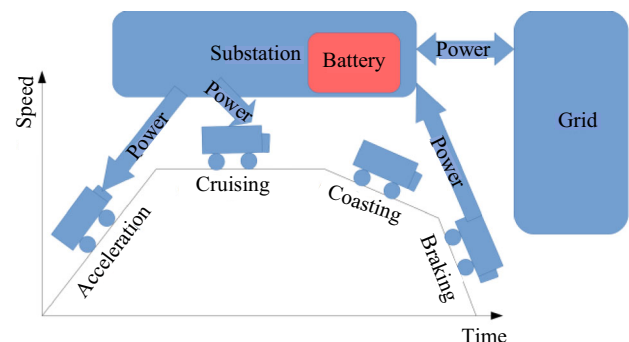 Substation
Battery
Power
Grid
Speed
Power
Power
Power
Cruising
Coasting
Acceleration
Braking
Time